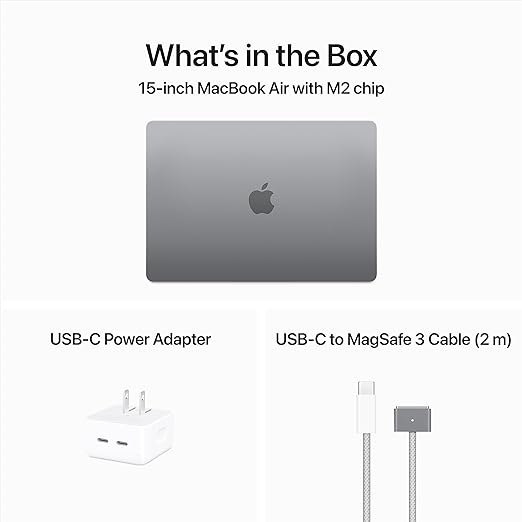 What's in the Box
15-inch MacBook Air with M2 chip
USB-C Power Adapter
USB-C to MagSafe 3 Cable (2 m)